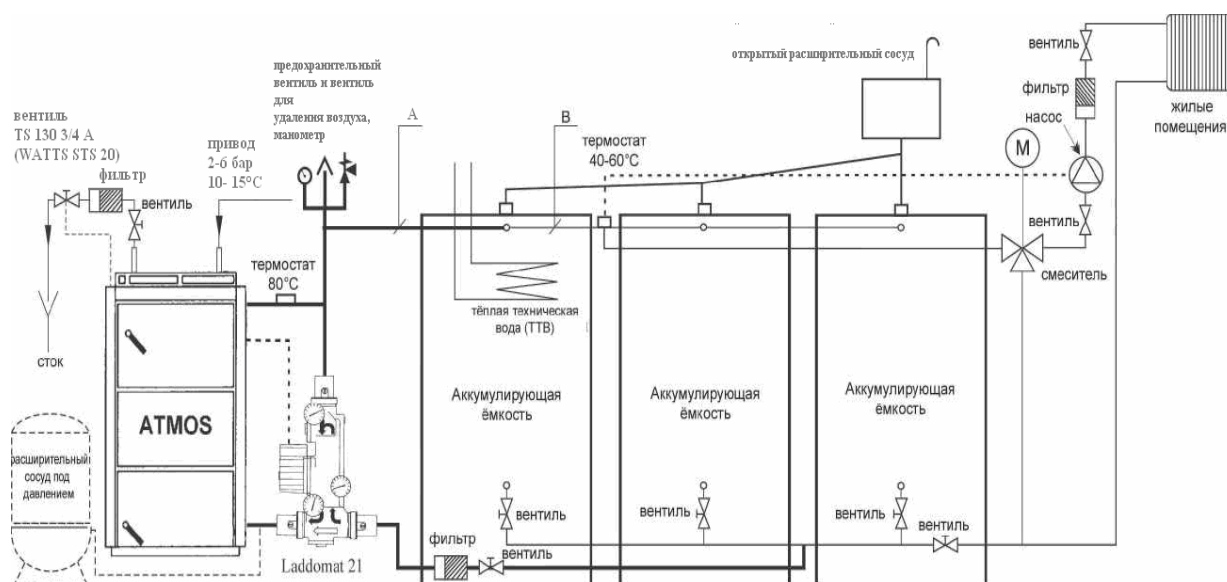 вентиль
TS 130 3/4 A
(WATTS STS 20)
фильтр
вентиль
привод
2-6 бар
10- 15°C
предохранительный
вентиль и вентиль
для
удаления воздуха,
манометр
термостат
80°C
сток
ATMOS
расширительный
сосуд под
давлением
Laddomat 21
фильтр
вентиль
A
B
термостат
40-60°C
открытый расширительный сосуд
тёплая техническая
вода (ТТВ)
Аккумулирующая
ёмкость
вентиль
Аккумулирующая
ёмкость
вентиль
Аккумулирующая
ёмкость
вентиль
вентиль
M
смеситель
вентиль
насос
фильтр
вентиль
жилые
помещения